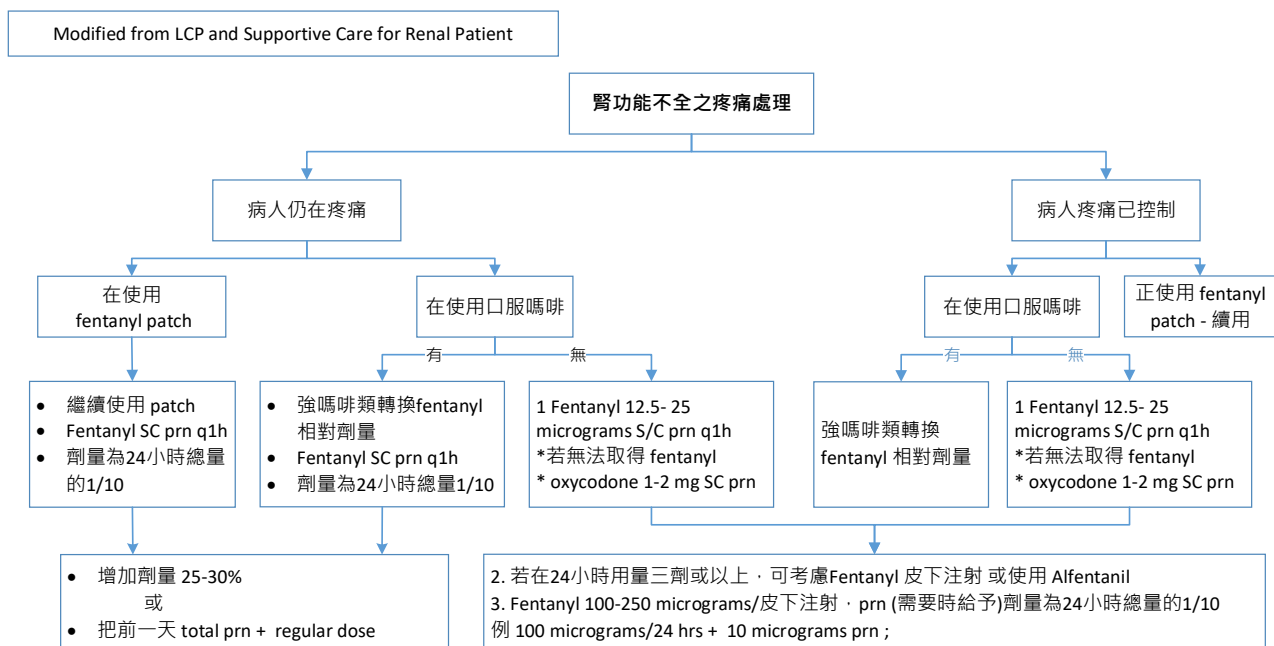 Modified from LCP and Supportive Care for Renal Patient
腎功能不全之疼痛處理
病人仍在疼痛
病人疼痛已控制
在使用
fentanyl patch
在使用口服嗎啡
在使用口服嗎啡
正使用 fentanyl
patch - 續用
有
無
有
無
• 繼續使用 patch
• Fentanyl SC prn q1h
• 劑量為24小時總量
的1/10
• 強嗎啡類轉換fentanyl
相對劑量
• Fentanyl SC prn q1h
• 劑量為24小時總量1/10
1 Fentanyl 12.5- 25
micrograms S/C prn q1h
*若無法取得 fentanyl
* oxycodone 1-2 mg SC prn
強嗎啡類轉換
fentanyl 相對劑量
1 Fentanyl 12.5- 25
micrograms S/C prn q1h
*若無法取得 fentanyl
* oxycodone 1-2 mg SC prn
• 增加劑量 25-30%
或
• 把前一天 total prn + regular dose
2. 若在24小時用量三劑或以上，可考慮Fentanyl 皮下注射 或使用 Alfentanil
3. Fentanyl 100-250 micrograms/皮下注射，prn (需要時給予)劑量為24小時總量的1/10
例 100 micrograms/24 hrs + 10 micrograms prn ;